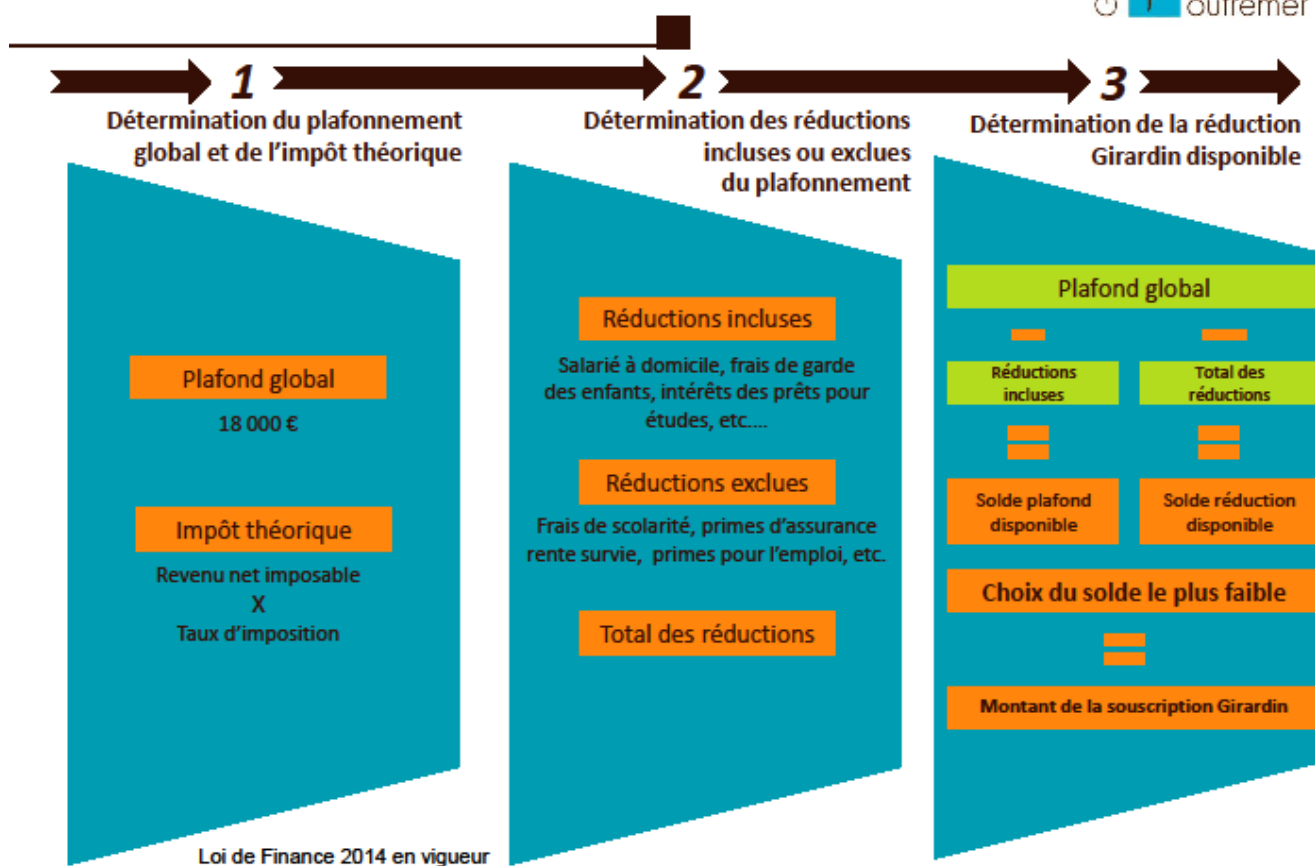 outremer
1
2
3
Détermination du plafonnement
global et de l'impôt théorique
Détermination des réductions
incluses ou exclues
du plafonnement
Détermination de la réduction
Girardin disponible
Plafond global
18 000 €
Impôt théorique
Revenu net imposable
X
Taux d'imposition
Loi de Finance 2014 en vigueur
Réductions incluses
Salarié à domicile, frais de garde
des enfants, intérêts des prêts pour
études, etc....
Réductions exclues
Frais de scolarité, primes d'assurance
rente survie, primes pour l'emploi, etc.
Total des réductions
Plafond global
Réductions
incluses
Total des
réductions
Solde plafond
disponible
Solde réduction
disponible
Choix du solde le plus faible
Montant de la souscription Girardin